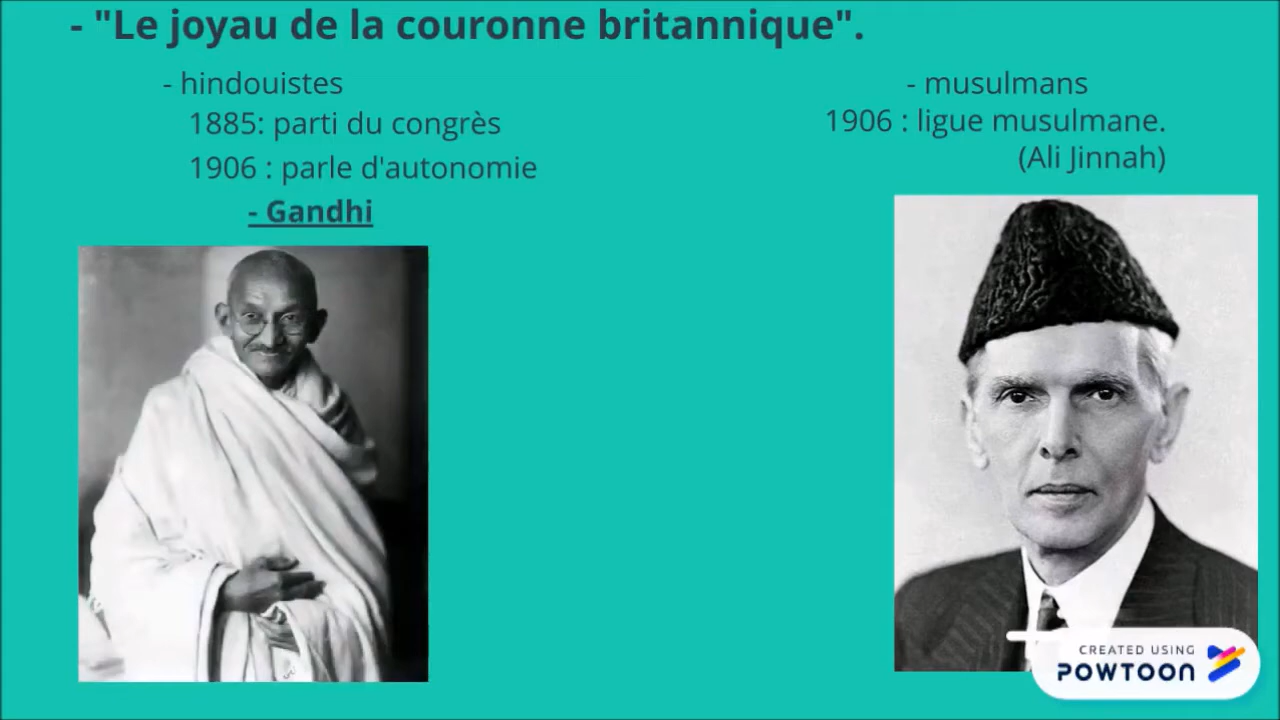 - "Le joyau de la couronne britannique".
- hindouistes
1885: parti du congrès
1906 : parle d'autonomie
- Gandhi
- musulmans
1906 : ligue musulmane.
(Ali Jinnah)
CREATED USING
POWTOON